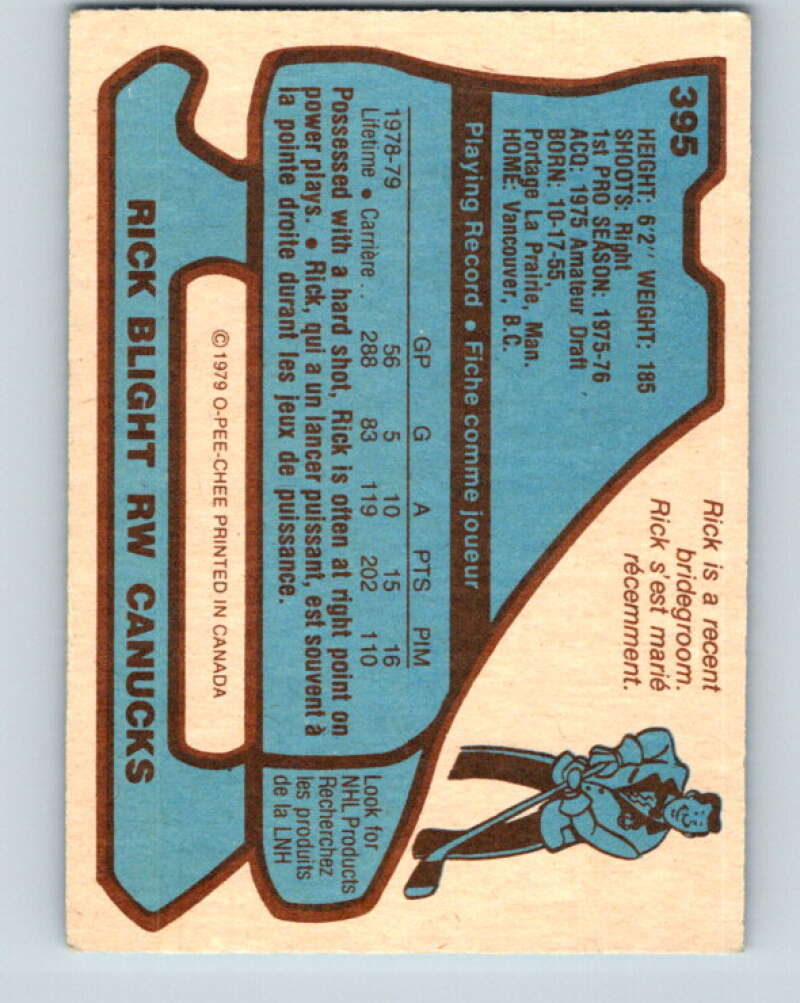 395
HEIGHT: 6'2" WEIGHT: 185
SHOOTS: Right
1st PRO SEASON: 1975-76
ACQ: 1975 Amateur Draft
BORN: 10-17-55,
Portage La Prairie, Man.
HOME: Vancouver, B.C.
Rick is a recent
bridegroom.
Rick s'est marié
récemment.
Playing Record • Fiche comme joueur
GP G A PTS PIM
1978-79 56 5 10 15 16
Lifetime • Carrière .. 288 83 119 202 110
Possessed with a hard shot, Rick is often at right point on
power plays. • Rick, qui a un lancer puissant, est souvent à
la pointe droite durant les jeux de puissance.
Look for
NHL Products
Recherchez
les produits
de la LNH
© 1979 O-PEE-CHEE PRINTED IN CANADA
RICK BLIGHT RW CANUCKS